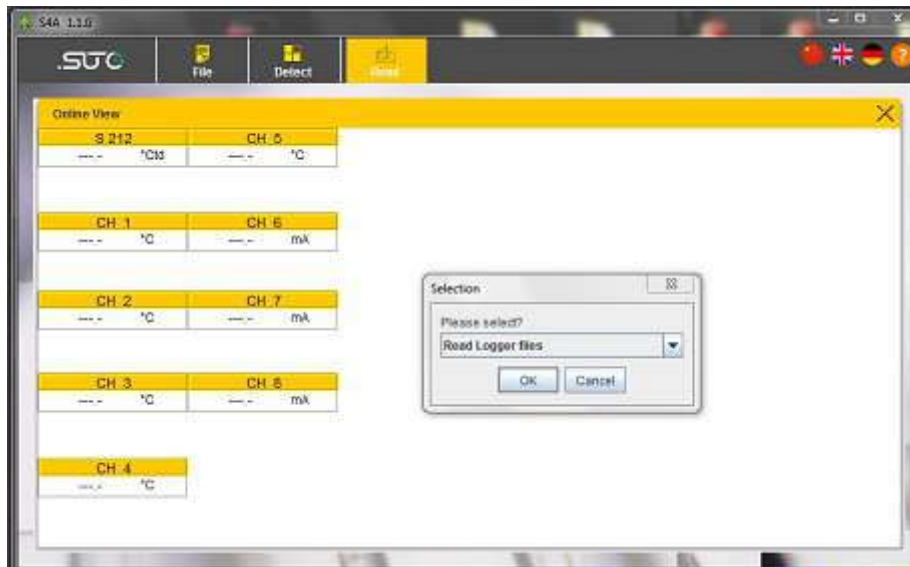 S4A 1.1.0
SUTO
File
Detect
Read
?
Online View
S 212
CH 5
---.- °Ctd
---.- °C
CH 1
CH 6
---.- °C
---.- mA
CH 2
CH 7
---.- °C
---.- mA
CH 3
CH 8
---.- °C
---.- mA
CH 4
---.- °C
Selection
Please select?
Read Logger files
OK
Cancel